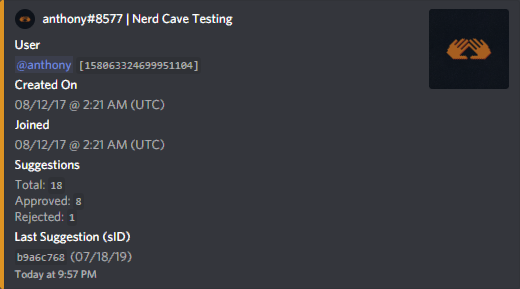 anthony#8577 | Nerd Cave Testing
User
@anthony [158063324699951104]
Created On
08/12/17 @ 2:21 AM (UTC)
Joined
08/12/17 @ 2:21 AM (UTC)
Suggestions
Total: 18
Approved: 8
Rejected: 1
Last Suggestion (sID)
b9a6c768 (07/18/19)
Today at 9:57 PM